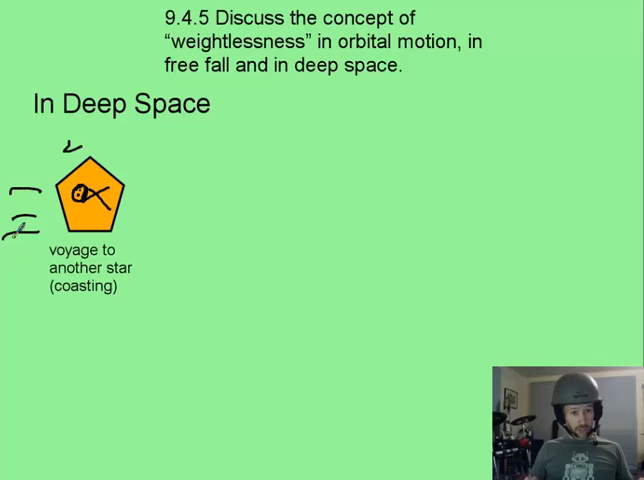 9.4.5 Discuss the concept of
“weightlessness” in orbital motion, in
free fall and in deep space.
In Deep Space
voyage to
another star
(coasting)